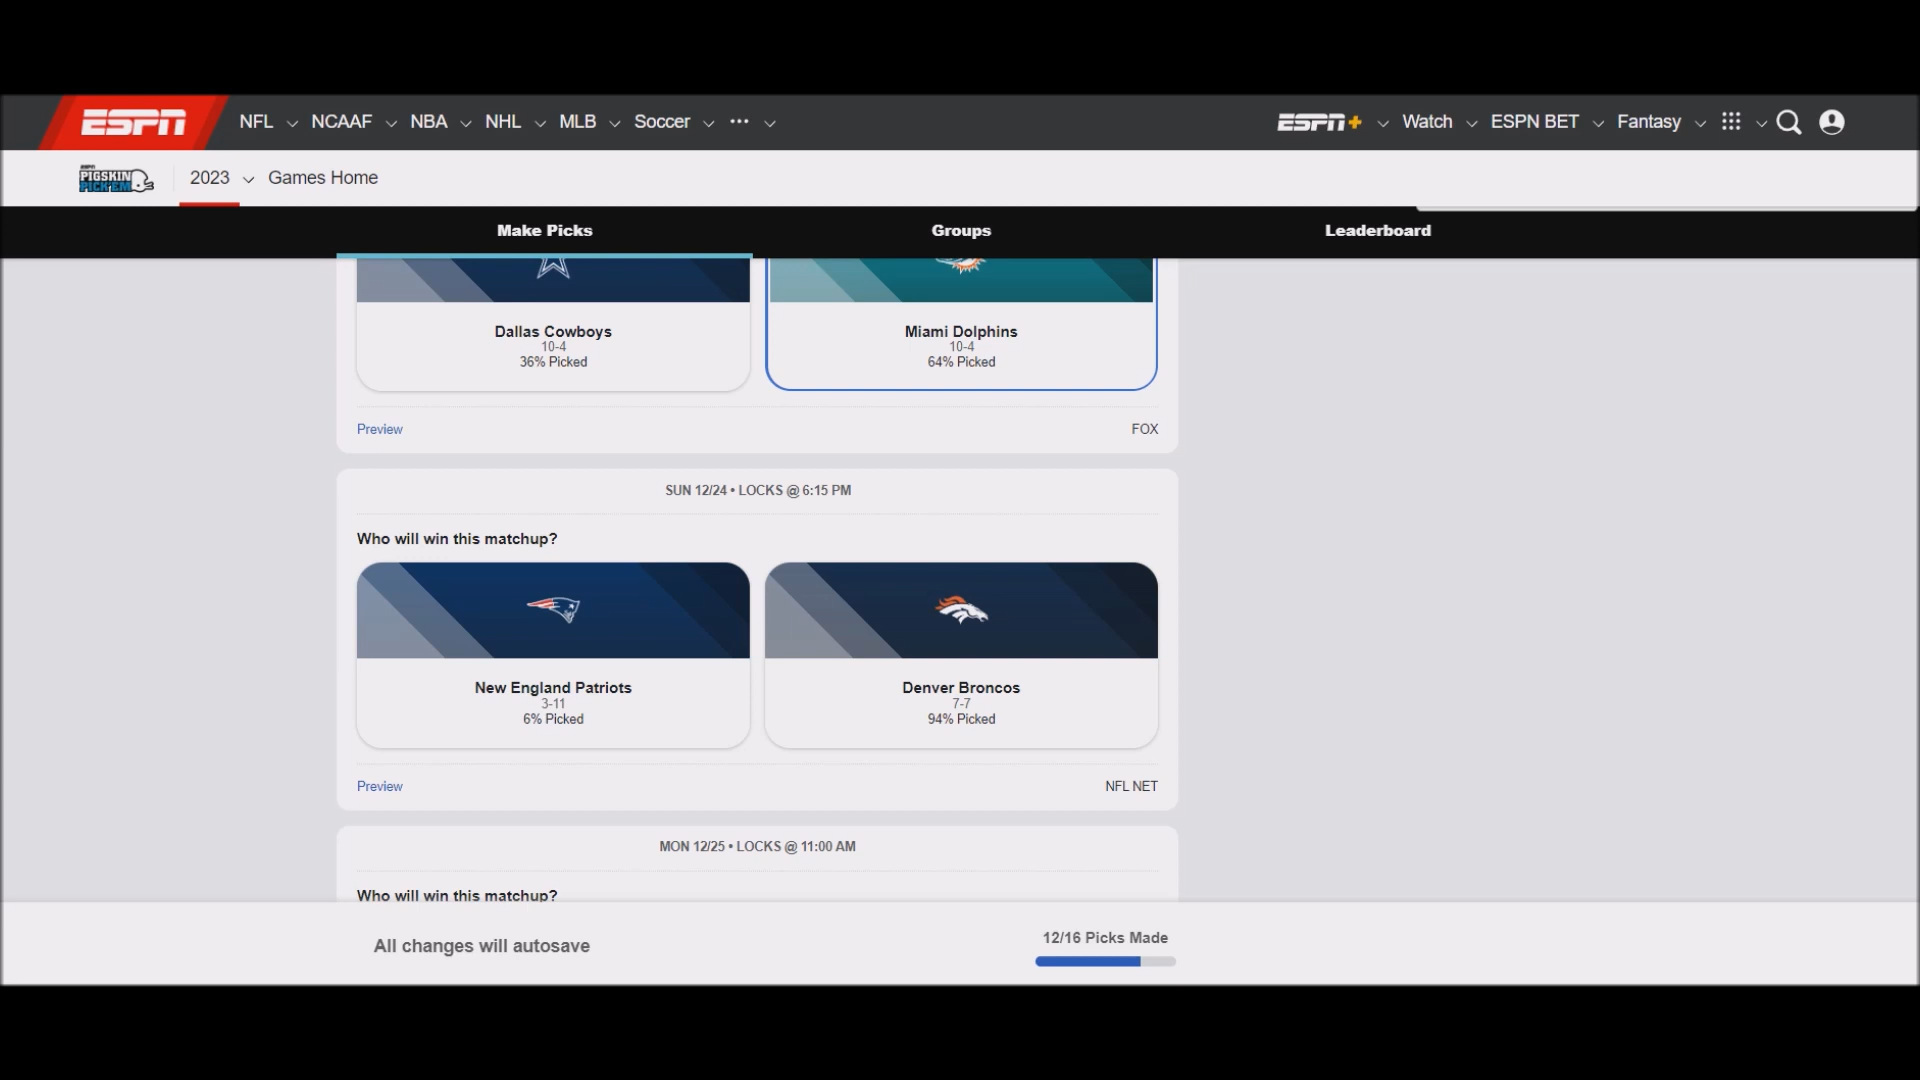 ESPN NFL NCAAF NBA NHL MLB Soccer ••• ESPN+ Watch ESPN BET Fantasy
ESPN
PIGSKIN
PICK'EM
2023 Games Home
Make Picks Groups Leaderboard
Dallas Cowboys
10-4
36% Picked
Miami Dolphins
10-4
64% Picked
Preview FOX
SUN 12/24 • LOCKS @ 6:15 PM
Who will win this matchup?
New England Patriots
3-11
6% Picked
Denver Broncos
7-7
94% Picked
Preview NFL NET
MON 12/25 • LOCKS @ 11:00 AM
Who will win this matchup?
All changes will autosave
12/16 Picks Made